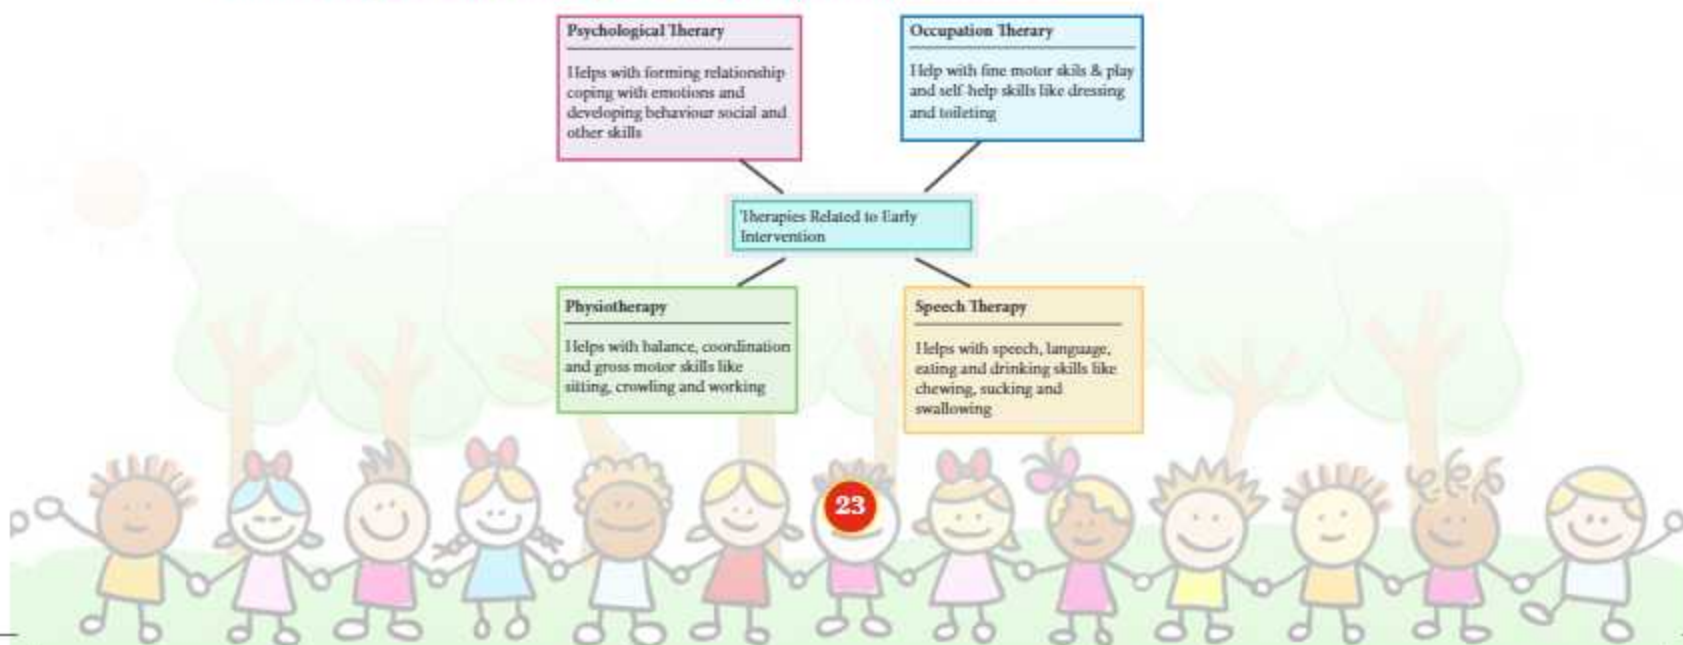 Psychological Therary
Helps with forming relationship
coping with emotions and
developing behaviour social and
other skills
Occupation Therary
Help with fine motor skils & play
and self-help skills like dressing
and toileting
Therapies Related to Early
Intervention
Physiotherapy
Helps with balance, coordination
and gross motor skills like
sitting, crowling and working
Speech Therapy
Helps with speech, language,
eating and drinking skills like
chewing, sucking and
swallowing
23